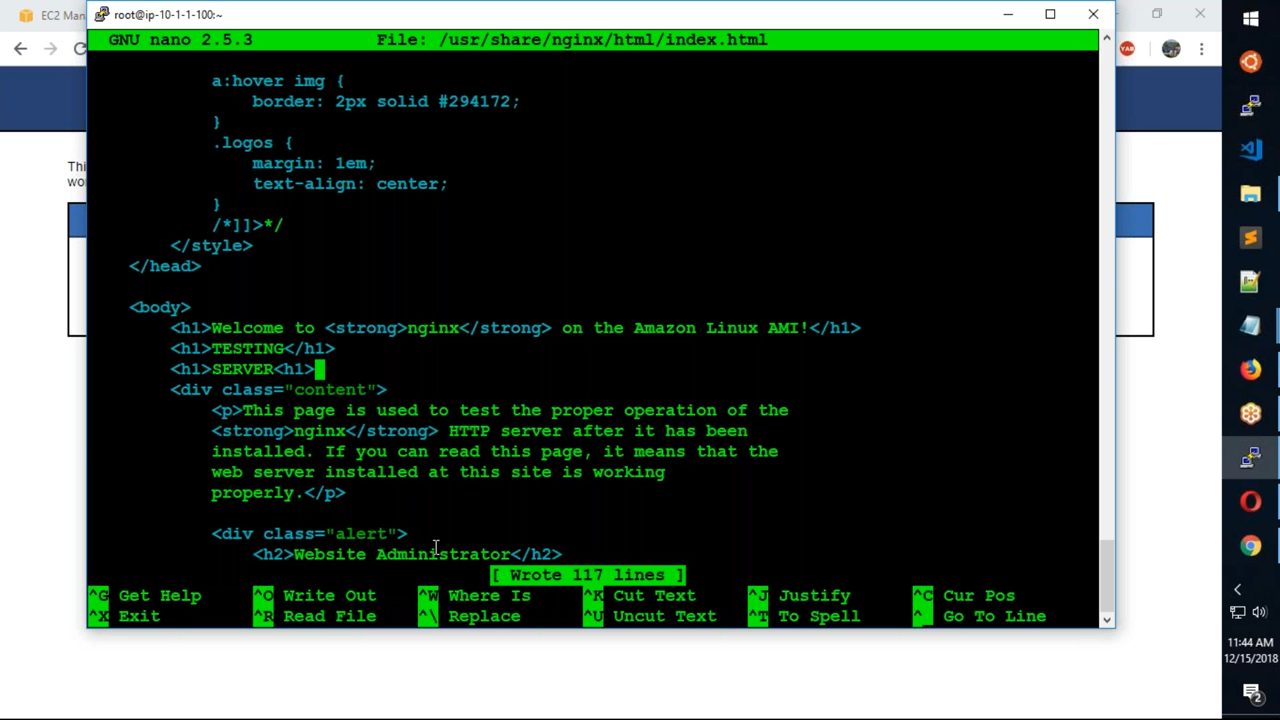 EC2 Man
root@ip-10-1-1-100:~
GNU nano 2.5.3 File: /usr/share/nginx/html/index.html
a:hover img {
border: 2px solid #294172;
}
.logos {
margin: 1em;
text-align: center;
}
/*]]>*/
</style>
</head>
<body>
<h1>Welcome to <strong>nginx</strong> on the Amazon Linux AMI!</h1>
<h1>TESTING</h1>
<h1>SERVER<h1>
<div class="content">
<p>This page is used to test the proper operation of the
<strong>nginx</strong> HTTP server after it has been
installed. If you can read this page, it means that the
web server installed at this site is working
properly.</p>
<div class="alert">
<h2>Website Administrator</h2>
[ Wrote 117 lines ]
^G Get Help ^O Write Out ^W Where Is ^K Cut Text ^J Justify ^C Cur Pos
^X Exit ^R Read File ^\ Replace ^U Uncut Text ^T To Spell ^_ Go To Line
Thi
wo
YAB
11:44 AM
12/15/2018
2